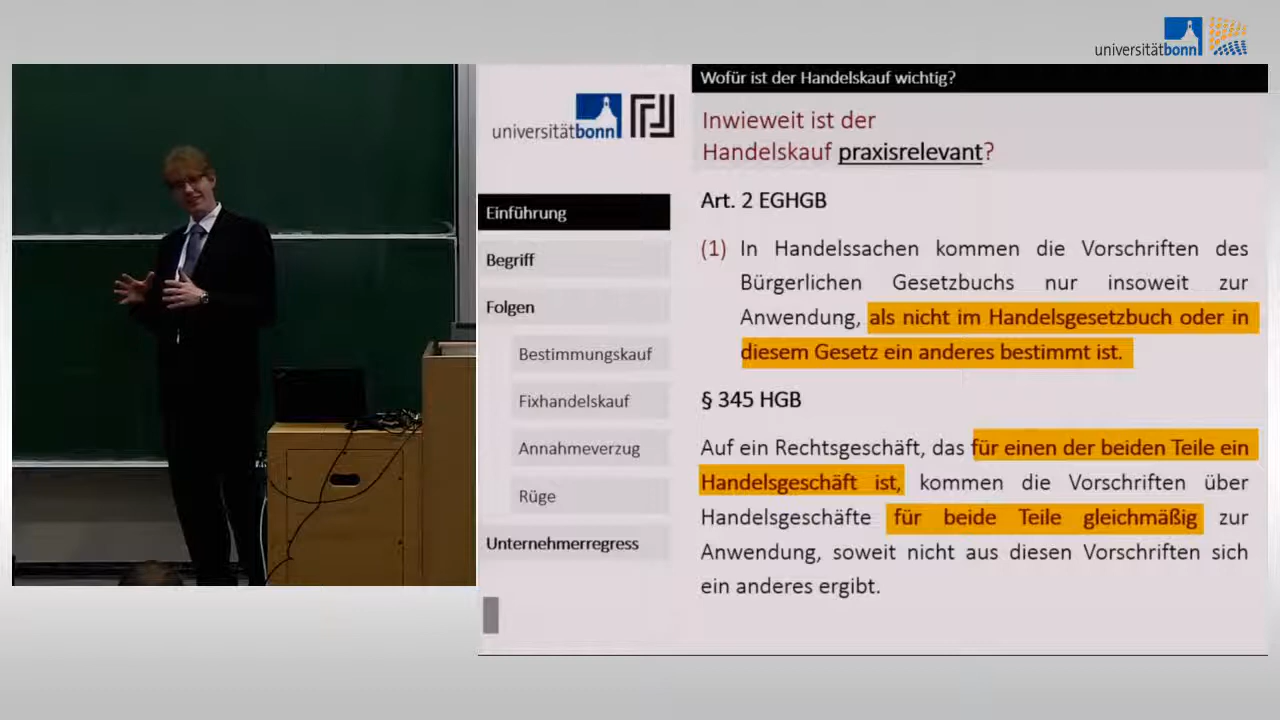 universitätbonn
Wofür ist der Handelskauf wichtig?
universitätbonn
Inwieweit ist der
Handelskauf praxisrelevant?
Einführung
Begriff
Folgen
Bestimmungskauf
Fixhandelskauf
Annahmeverzug
Rüge
Unternehmerregress
Art. 2 EGHGB
(1) In Handelssachen kommen die Vorschriften des
Bürgerlichen Gesetzbuchs nur insoweit zur
Anwendung, als nicht im Handelsgesetzbuch oder in
diesem Gesetz ein anderes bestimmt ist.
§ 345 HGB
Auf ein Rechtsgeschäft, das für einen der beiden Teile ein
Handelsgeschäft ist, kommen die Vorschriften über
Handelsgeschäfte für beide Teile gleichmäßig zur
Anwendung, soweit nicht aus diesen Vorschriften sich
ein anderes ergibt.